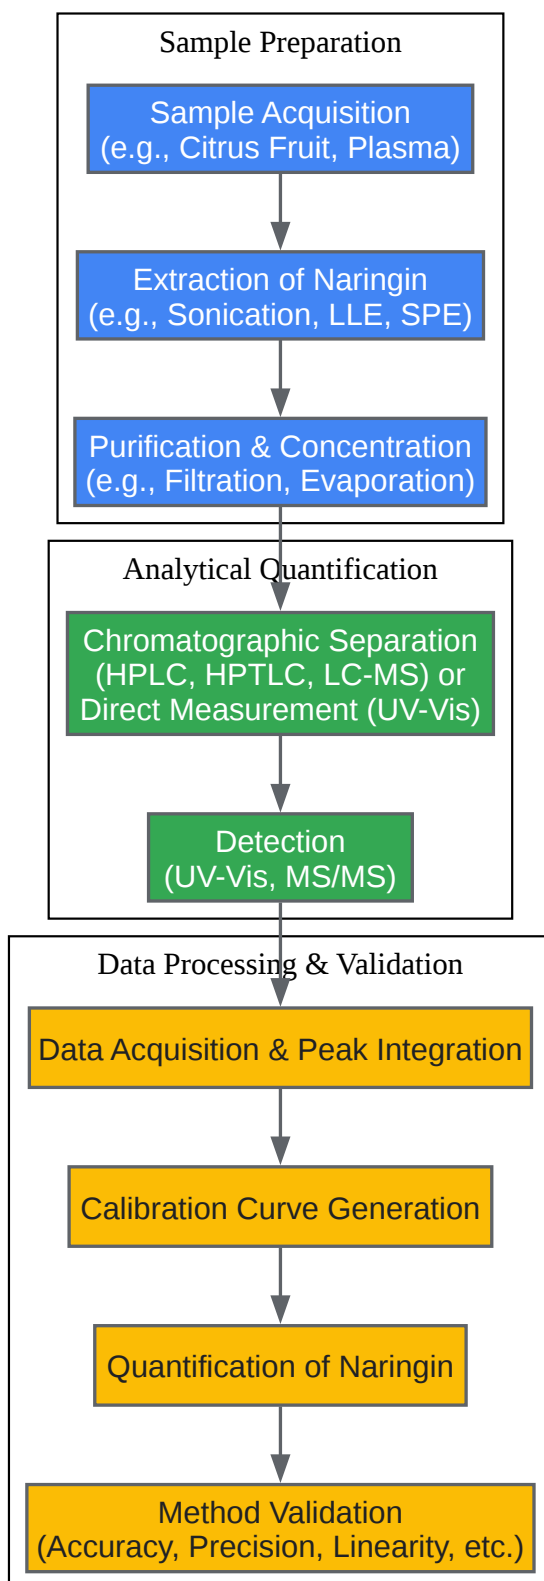 Sample Preparation
Sample Acquisition
(e.g., Citrus Fruit, Plasma)
Extraction of Naringin
(e.g., Sonication, LLE, SPE)
Purification & Concentration
(e.g., Filtration, Evaporation)
Analytical Quantification
Chromatographic Separation
(HPLC, HPTLC, LC-MS) or
Direct Measurement (UV-Vis)
Detection
(UV-Vis, MS/MS)
Data Processing & Validation
Data Acquisition & Peak Integration
Calibration Curve Generation
Quantification of Naringin
Method Validation
(Accuracy, Precision, Linearity, etc.)